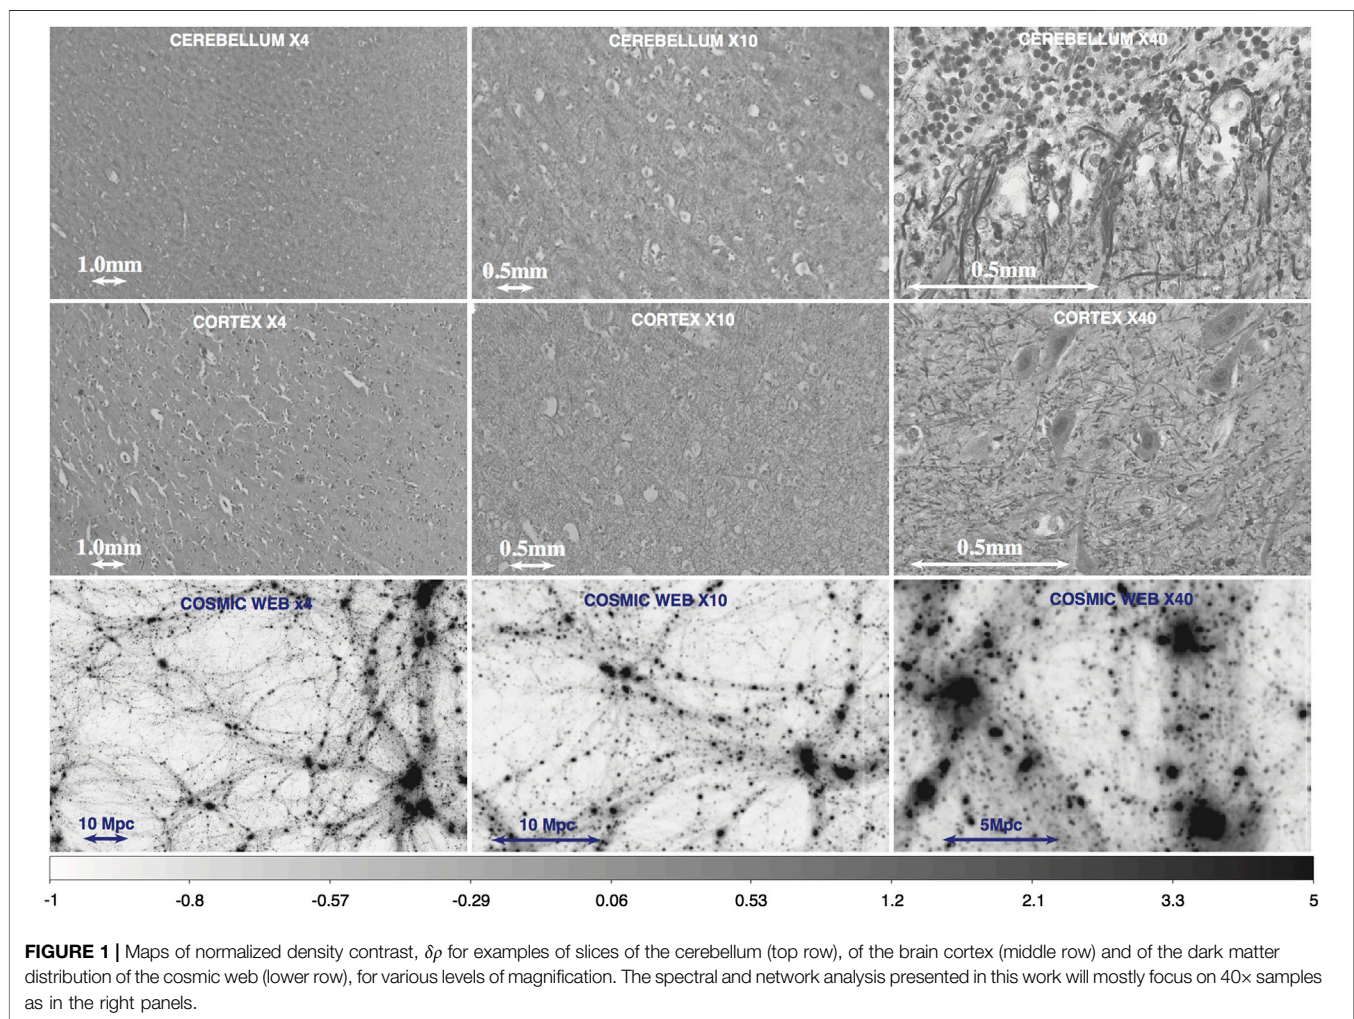 CEREBELLUM X4
CEREBELLUM X10
CEREBELLUM X40
1.0mm
0.5mm
0.5mm
CORTEX X4
CORTEX X10
CORTEX X40
1.0mm
0.5mm
0.5mm
COSMIC WEB x4
COSMIC WEB X10
COSMIC WEB X40
10 Mpc
10 Mpc
5Mpc
-1 -0.8 -0.57 -0.29 0.06 0.53 1.2 2.1 3.3 5
FIGURE 1 | Maps of normalized density contrast, δρ for examples of slices of the cerebellum (top row), of the brain cortex (middle row) and of the dark matter
distribution of the cosmic web (lower row), for various levels of magnification. The spectral and network analysis presented in this work will mostly focus on 40× samples
as in the right panels.